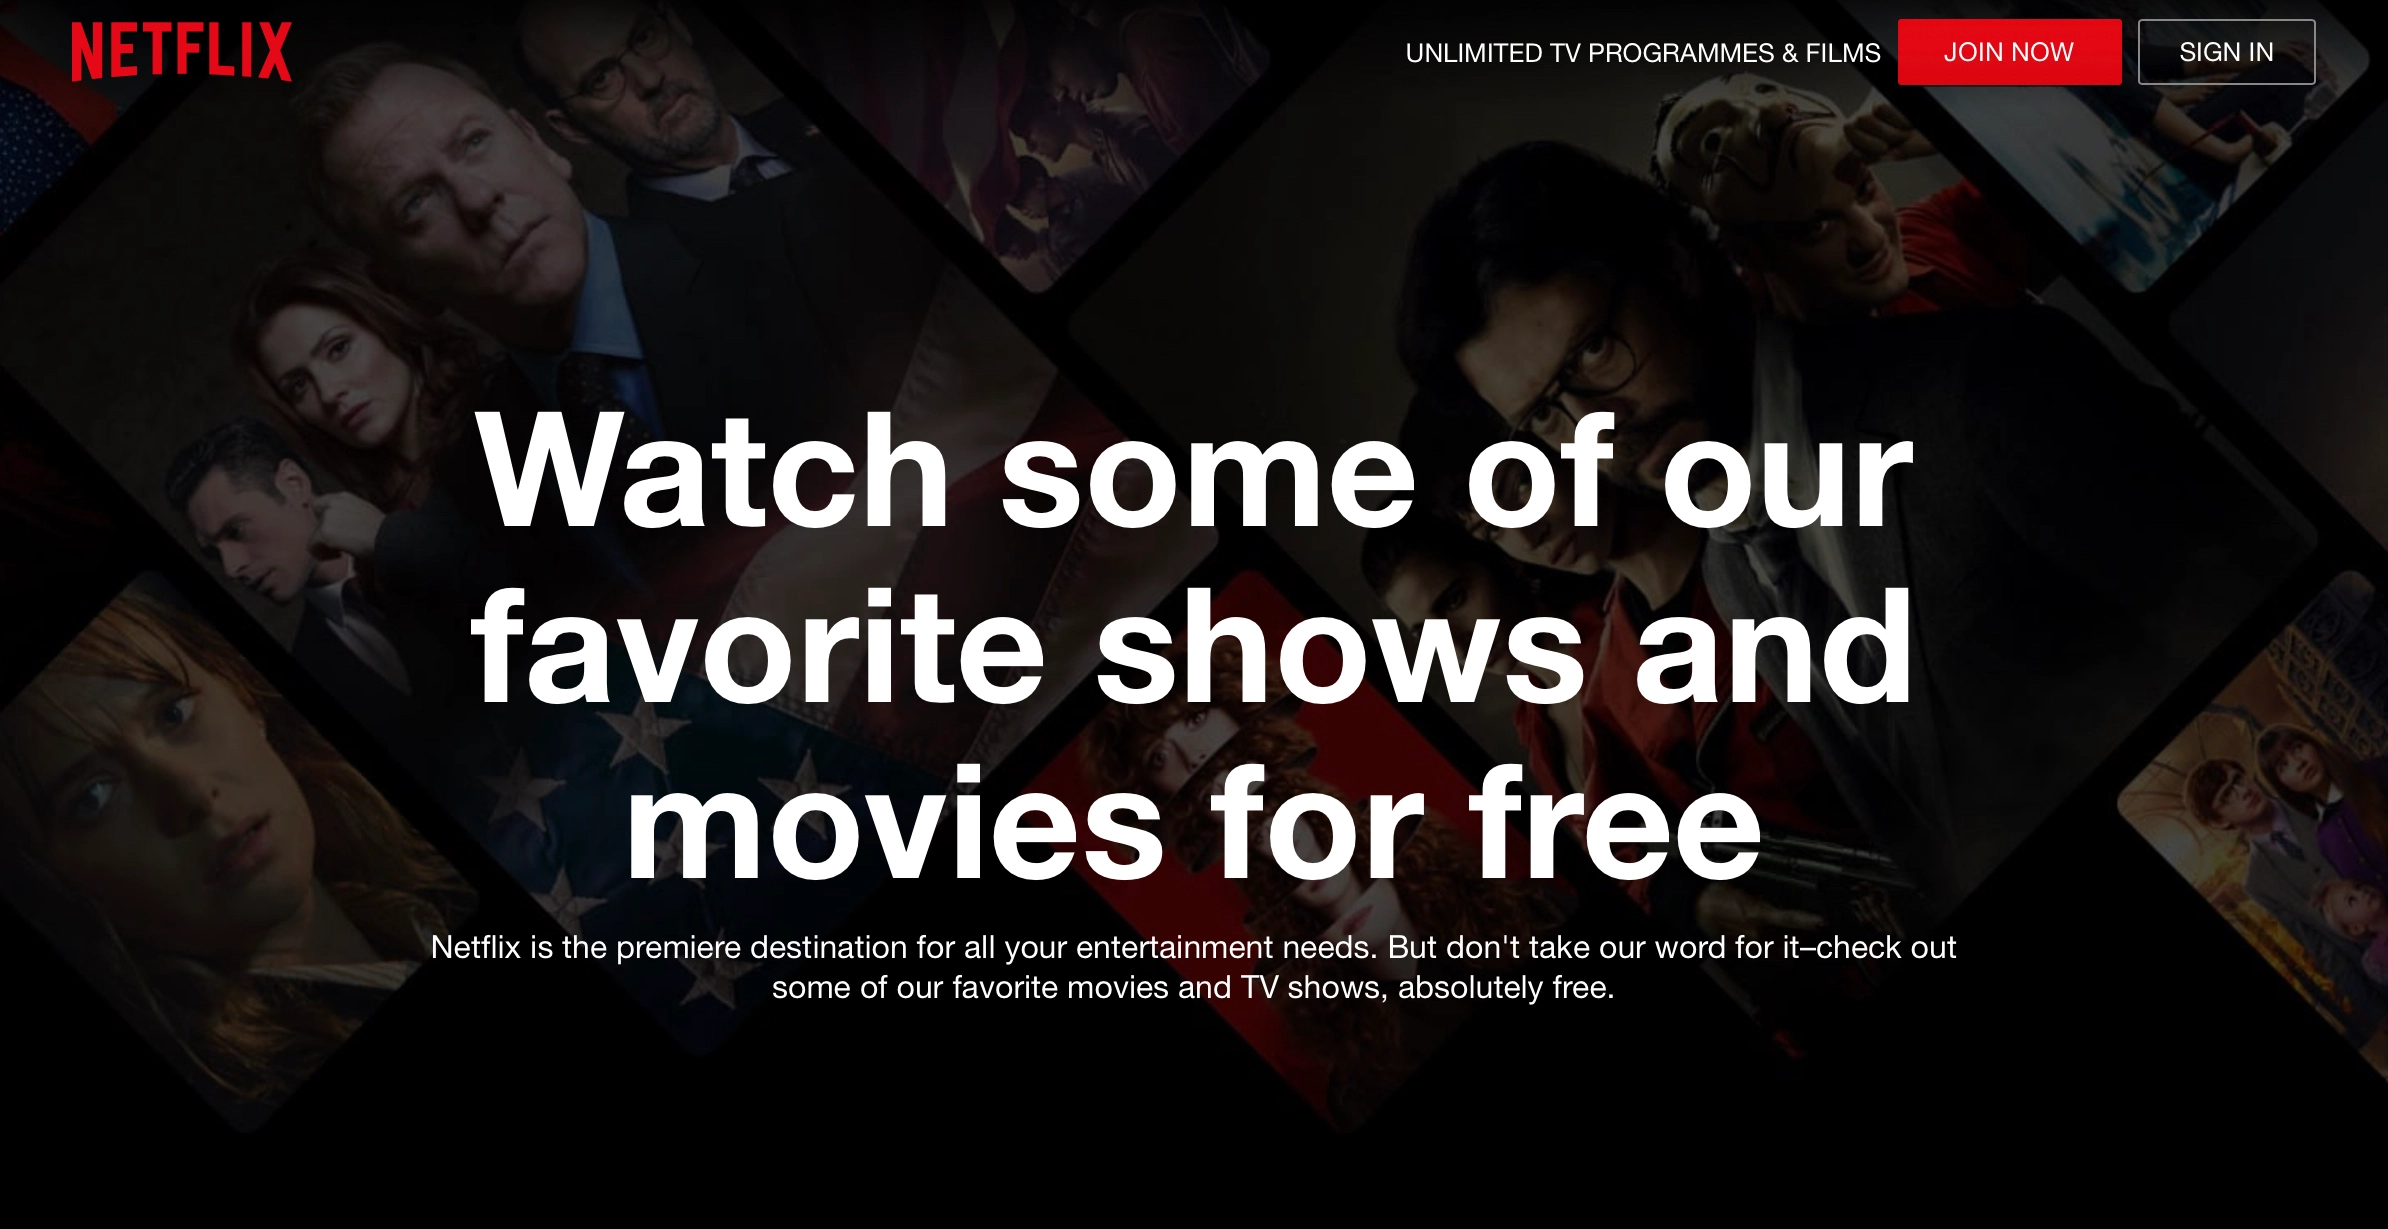 NETFLIX
UNLIMITED TV PROGRAMMES & FILMS
JOIN NOW
SIGN IN
Watch some of our
favorite shows and
movies for free
Netflix is the premiere destination for all your entertainment needs. But don't take our word for it–check out
some of our favorite movies and TV shows, absolutely free.